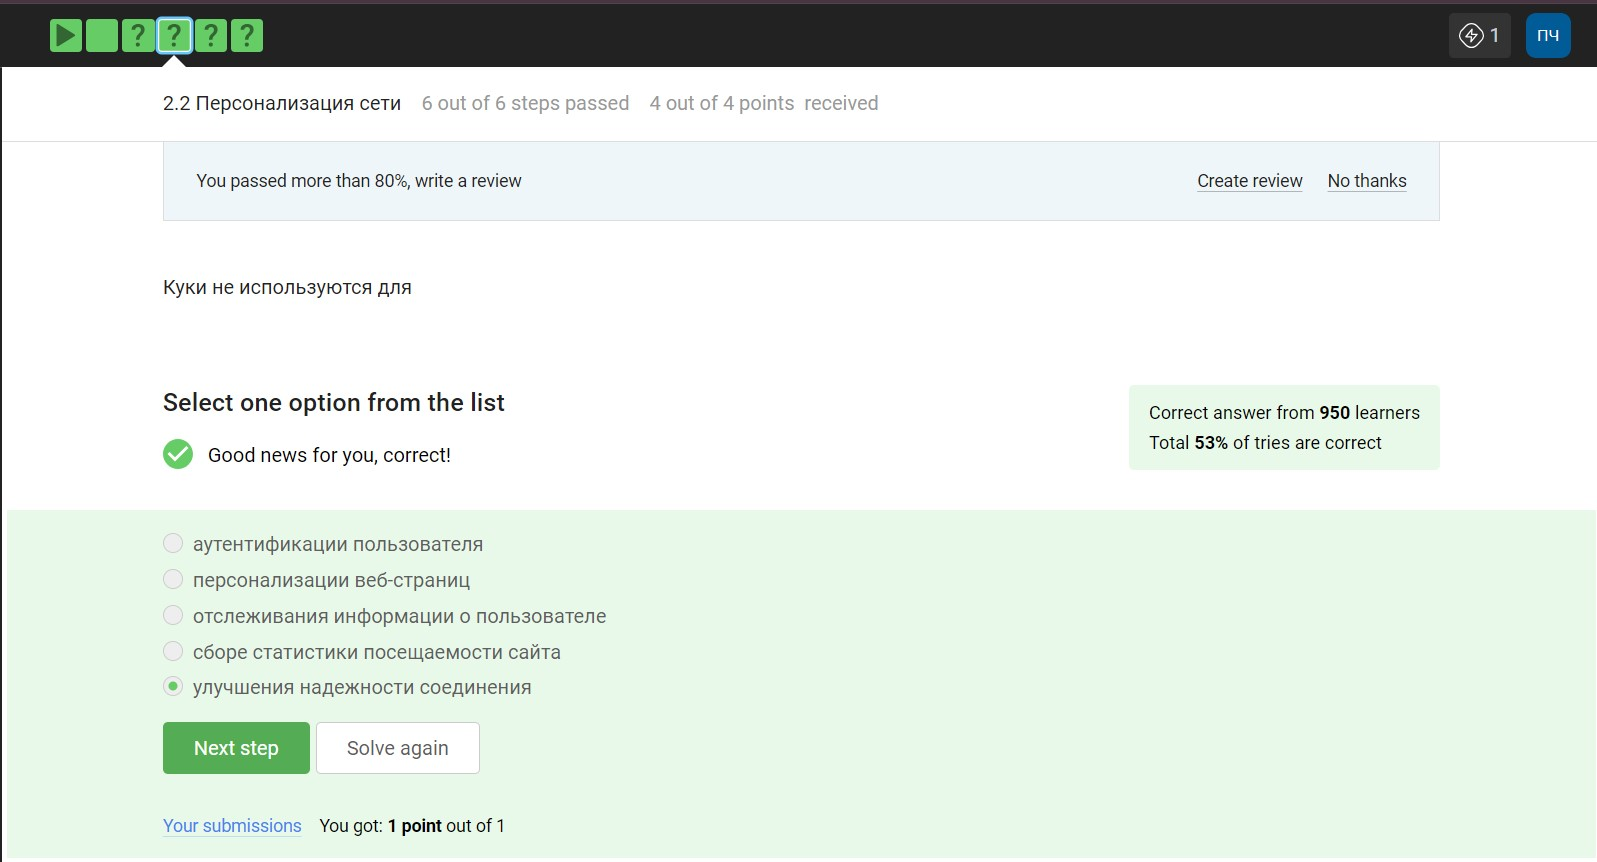 ? ? ? ?
1
ПЧ
2.2 Персонализация сети 6 out of 6 steps passed 4 out of 4 points received
You passed more than 80%, write a review
Create review No thanks
Куки не используются для
Select one option from the list
Good news for you, correct!
Correct answer from 950 learners
Total 53% of tries are correct
аутентификации пользователя
персонализации веб-страниц
отслеживания информации о пользователе
сборе статистики посещаемости сайта
улучшения надежности соединения
Next step Solve again
Your submissions You got: 1 point out of 1